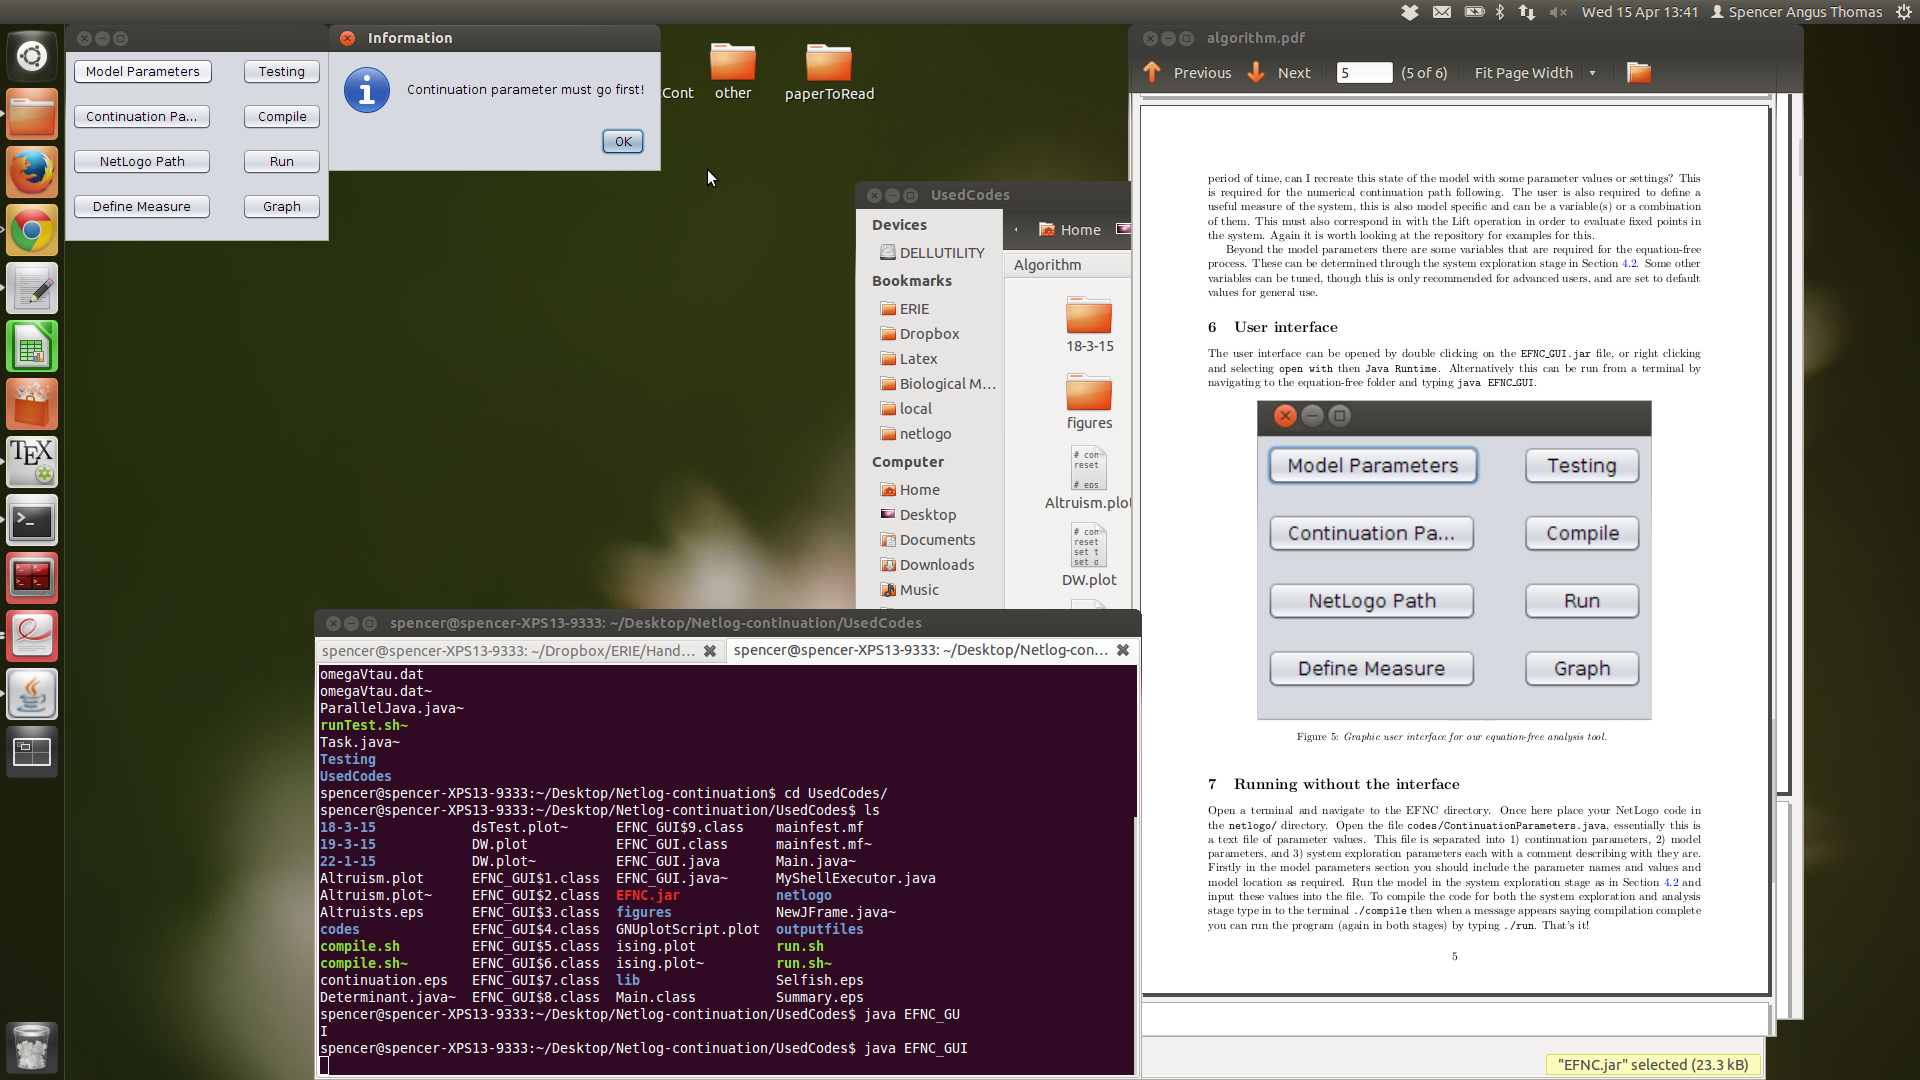 Wed 15 Apr 13:41 Spencer Angus Thomas
Model Parameters Testing
Continuation Pa... Compile
NetLogo Path Run
Define Measure Graph
Information
Continuation parameter must go first!
OK
Cont
other
paperToRead
UsedCodes
Devices
DELLUTILITY
Bookmarks
ERIE
Dropbox
Latex
Biological M...
local
netlogo
Computer
Home
Desktop
Documents
Downloads
Music
Home
Algorithm
18-3-15
figures
# con
reset
# eps
Altruism.plot
# con
reset
set t
set o
DW.plot
algorithm.pdf
Previous Next 5 (5 of 6) Fit Page Width
period of time, can I recreate this state of the model with some parameter values or settings? This
is required for the numerical continuation path following. The user is also required to define a
useful measure of the system, this is also model specific and can be a variable(s) or a combination
of them. This must also correspond in with the Lift operation in order to evaluate fixed points in
the system. Again it is worth looking at the repository for examples for this.
Beyond the model parameters there are some variables that are required for the equation-free
process. These can be determined through the system exploration stage in Section 4.2. Some other
variables can be tuned, though this is only recommended for advanced users, and are set to default
values for general use.
6 User interface
The user interface can be opened by double clicking on the EFNC_GUI.jar file, or right clicking
and selecting open with then Java Runtime. Alternatively this can be run from a terminal by
navigating to the equation-free folder and typing java EFNC_GUI.
Model Parameters Testing
Continuation Pa... Compile
NetLogo Path Run
Define Measure Graph
Figure 5: Graphic user interface for our equation-free analysis tool.
7 Running without the interface
Open a terminal and navigate to the EFNC directory. Once here place your NetLogo code in
the netlogo/ directory. Open the file codes/ContinuationParameters.java, essentially this is
a text file of parameter values. This file is separated into 1) continuation parameters, 2) model
parameters, and 3) system exploration parameters each with a comment describing with they are.
Firstly in the model parameters section you should include the parameter names and values and
model location as required. Run the model in the system exploration stage as in Section 4.2 and
input these values into the file. To compile the code for both the system exploration and analysis
stage type in to the terminal ./compile then when a message appears saying compilation complete
you can run the program (again in both stages) by typing ./run. That's it!
5
"EFNC.jar" selected (23.3 kB)
spencer@spencer-XPS13-9333: ~/Desktop/Netlog-continuation/UsedCodes
spencer@spencer-XPS13-9333: ~/Dropbox/ERIE/Hand... spencer@spencer-XPS13-9333: ~/Desktop/Netlog-con...
omegaVtau.dat
omegaVtau.dat~
ParallelJava.java~
runTest.sh~
Task.java~
Testing
UsedCodes
spencer@spencer-XPS13-9333:~/Desktop/Netlog-continuation$ cd UsedCodes/
spencer@spencer-XPS13-9333:~/Desktop/Netlog-continuation/UsedCodes$ ls
18-3-15 dsTest.plot~ EFNC_GUI$9.class mainfest.mf
19-3-15 DW.plot EFNC_GUI.class mainfest.mf~
22-1-15 DW.plot~ EFNC_GUI.java Main.java~
Altruism.plot EFNC_GUI$1.class EFNC_GUI.java~ MyShellExecutor.java
Altruism.plot~ EFNC_GUI$2.class EFNC.jar netlogo
Altruists.eps EFNC_GUI$3.class figures NewJFrame.java~
codes EFNC_GUI$4.class GNUplotScript.plot outputfiles
compile.sh EFNC_GUI$5.class ising.plot run.sh
compile.sh~ EFNC_GUI$6.class ising.plot~ run.sh~
continuation.eps EFNC_GUI$7.class lib Selfish.eps
Determinant.java~ EFNC_GUI$8.class Main.class Summary.eps
spencer@spencer-XPS13-9333:~/Desktop/Netlog-continuation/UsedCodes$ java EFNC_GU
I
spencer@spencer-XPS13-9333:~/Desktop/Netlog-continuation/UsedCodes$ java EFNC_GUI
TEX